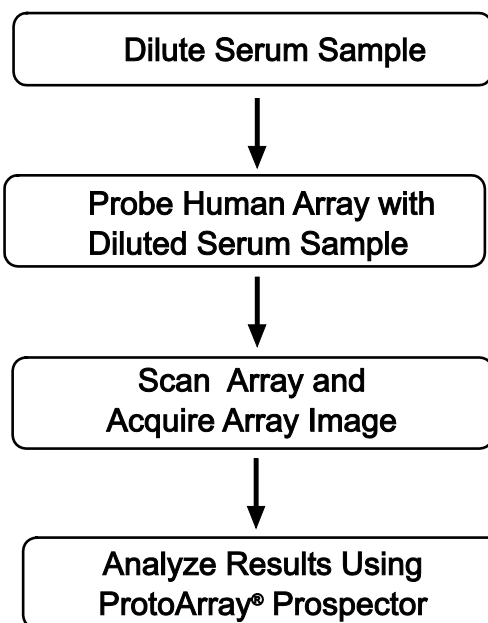 Dilute Serum Sample
Probe Human Array with
Diluted Serum Sample
Scan Array and
Acquire Array Image
Analyze Results Using
ProtoArray® Prospector